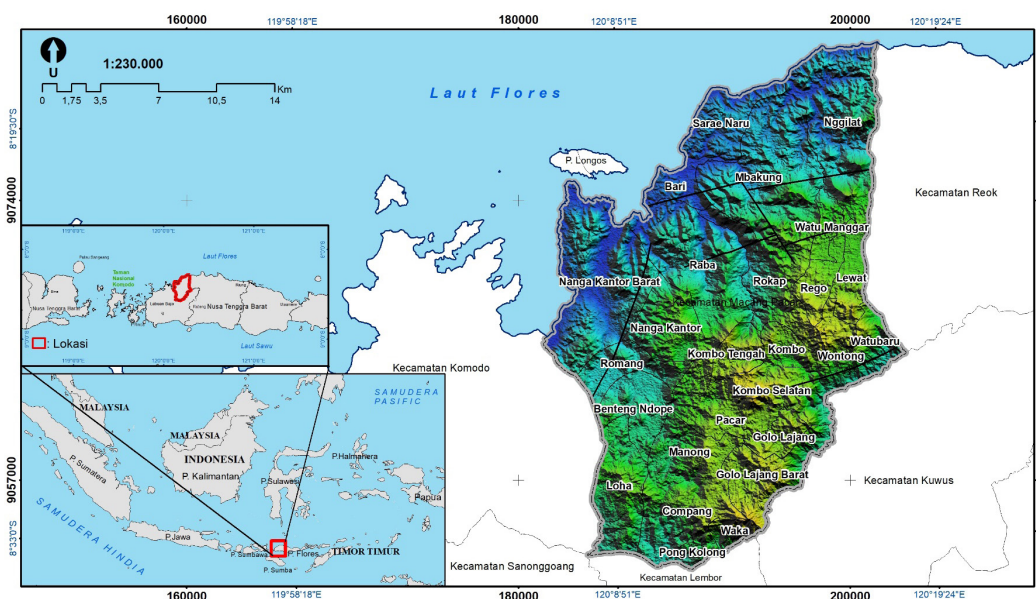 160000
119°58'18"E
180000
120°8'51"E
200000
120°19'24"E
U
1:230.000
0
1,75
3,5
7
10,5
14
Km
Laut Flores
8°19'30"S
9074000
P. Longos
Sarae Naru
Nggilat
Bari
Mbakung
Kecamatan Reok
Watu Manggar
Raba
Nanga Kantor Barat
Rokap
Rego
Lewat
Nanga Kantor
Kombo Tengah
Kombo
Watubaru
Wontong
Romang
Kombo Selatan
Benteng Ndope
Pacar
Golo Lajang
Manong
Golo Lajang Barat
Loha
Compang
Waka
Pong Kolong
Kecamatan Komodo
Kecamatan Kuwus
Kecamatan Sanonggoang
Kecamatan Lembor
Laut Flores
Taman
Nasional
Komodo
Nusa Tenggra Barat
Nusa Tenggra Barat
: Lokasi
Laut Sawu
SAMUDERA
PASIFIC
MALAYSIA
MALAYSIA
INDONESIA
P. Kalimantan
P.Halmahera
P.Sumatera
P.Sulawesi
Papua
SAMUDERA HINDIA
P.Jawa
P. Sumbawa
P. Flores
TIMOR TIMUR
P. Sumba
9057000
8°33'0"S
160000
119°58'18"E
180000
120°8'51"E
200000
120°19'24"E